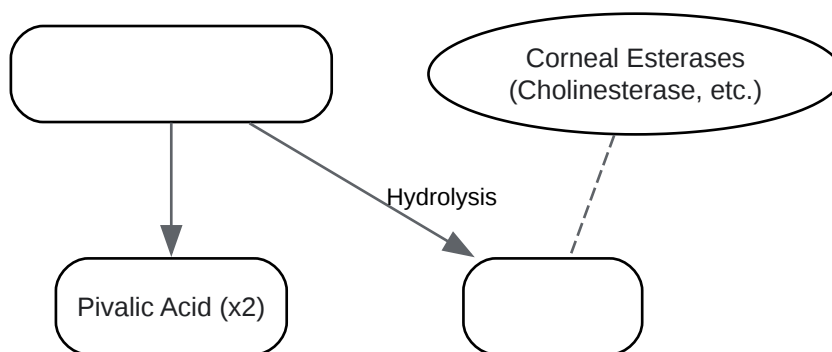 Corneal Esterases
(Cholinesterase, etc.)
Hydrolysis
Pivalic Acid (x2)